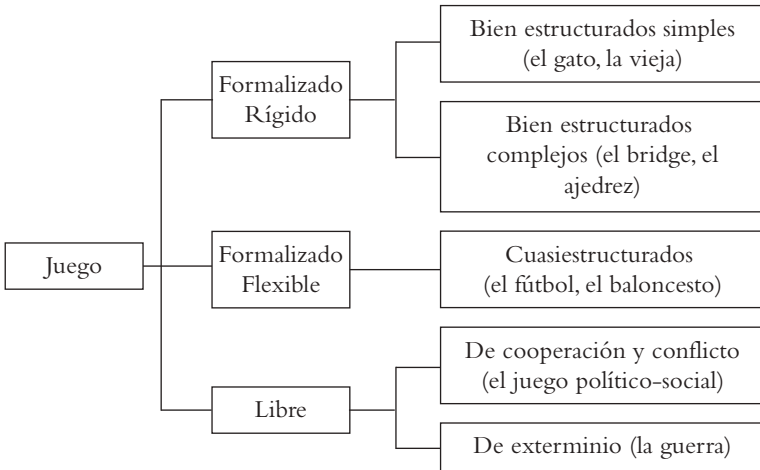 Juego
Formalizado
Rígido
Bien estructurados simples
(el gato, la vieja)
Bien estructurados
complejos (el bridge, el
ajedrez)
Formalizado
Flexible
Cuasiestructurados
(el fútbol, el baloncesto)
Libre
De cooperación y conflicto
(el juego político-social)
De exterminio (la guerra)